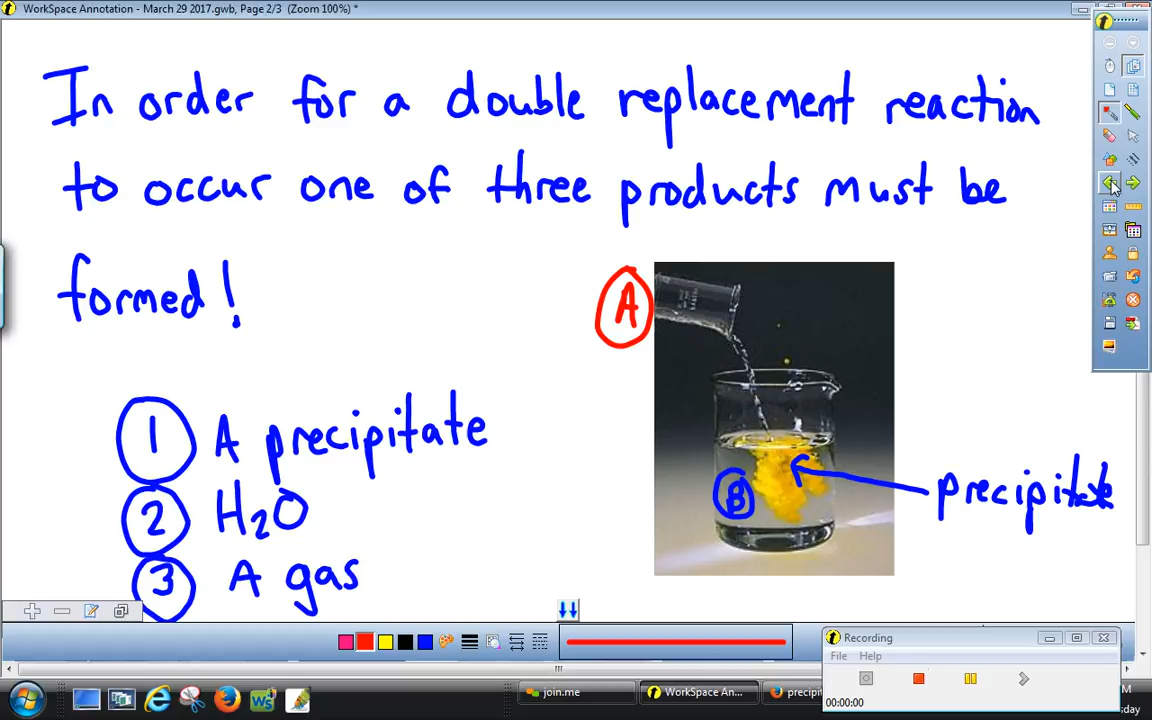 WorkSpace Annotation - March 29 2017.gwb, Page 2/3 * (Zoom 100%) *
In order for a double replacement reaction
to occur one of three products must be
formed!
A
1 A precipitate
B
precipitate
2 H₂O
3 A gas
Recording
File Help
00:00:00
join.me
WorkSpace An...
precip
M
sday